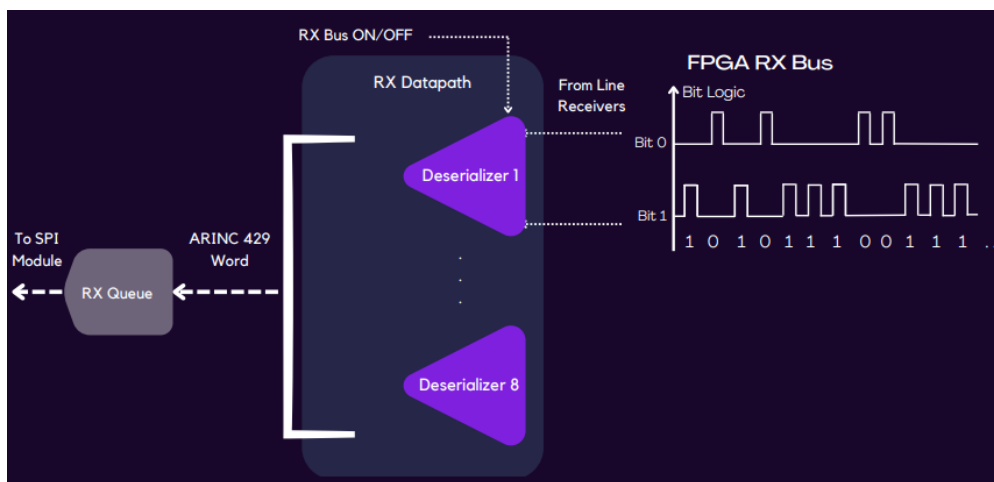 RX Bus ON/OFF
RX Datapath
From Line
Receivers
FPGA RX Bus
Bit Logic
Bit 0
Deserializer 1
Bit 1
1 0 1 0 1 1 1 0 0 1 1 1 . .
To SPI
Module
ARINC 429
Word
RX Queue
Deserializer 8